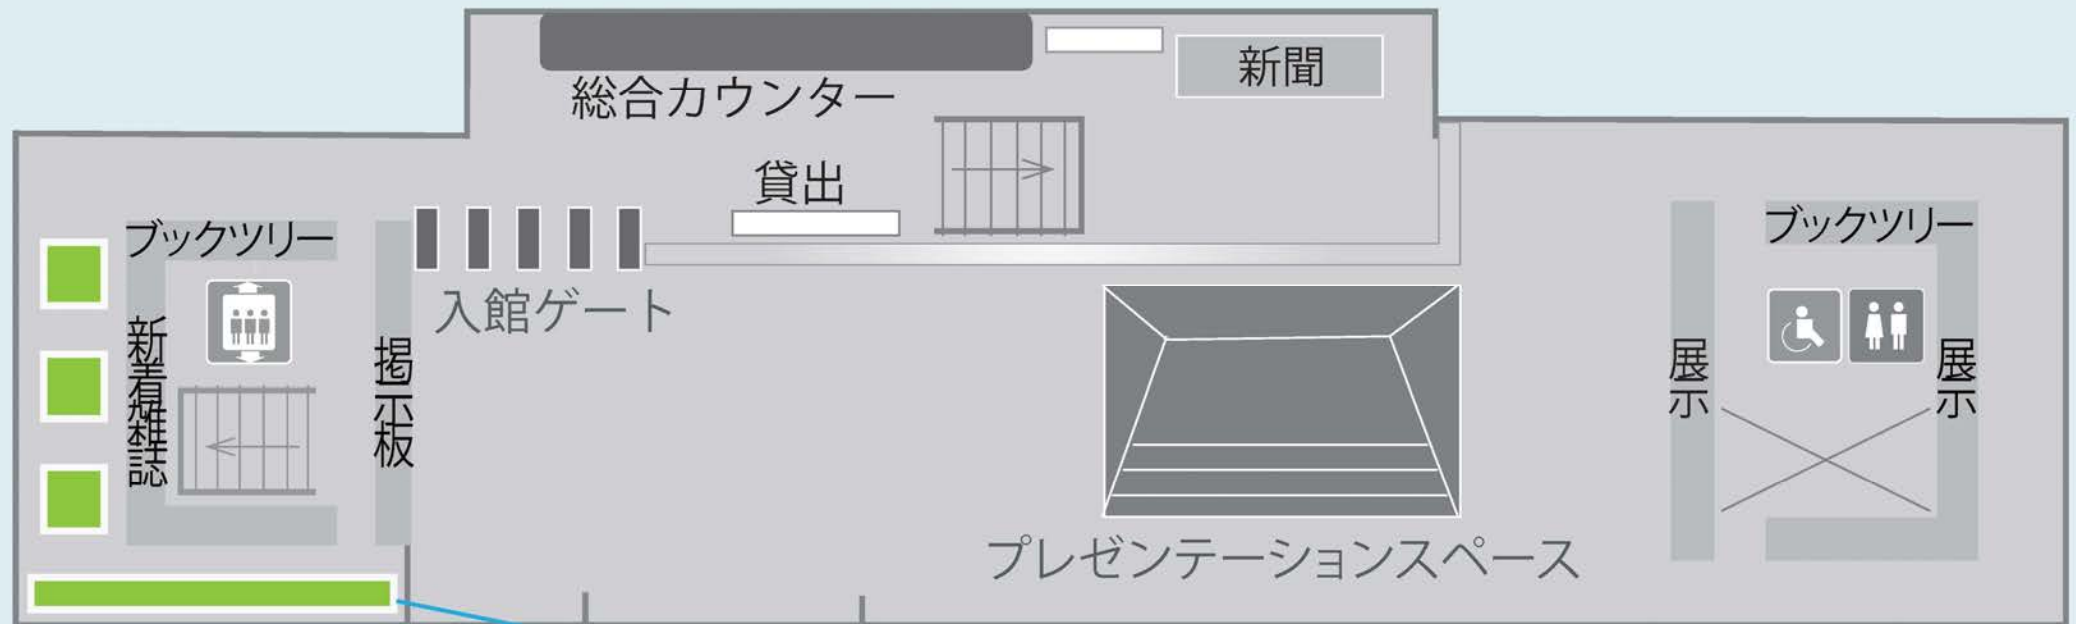 総合カウンター
新聞
貸出
ブックツリー
ブックツリー
入館ゲート
新着雑誌
掲示板
展示
展示
プレゼンテーションスペース